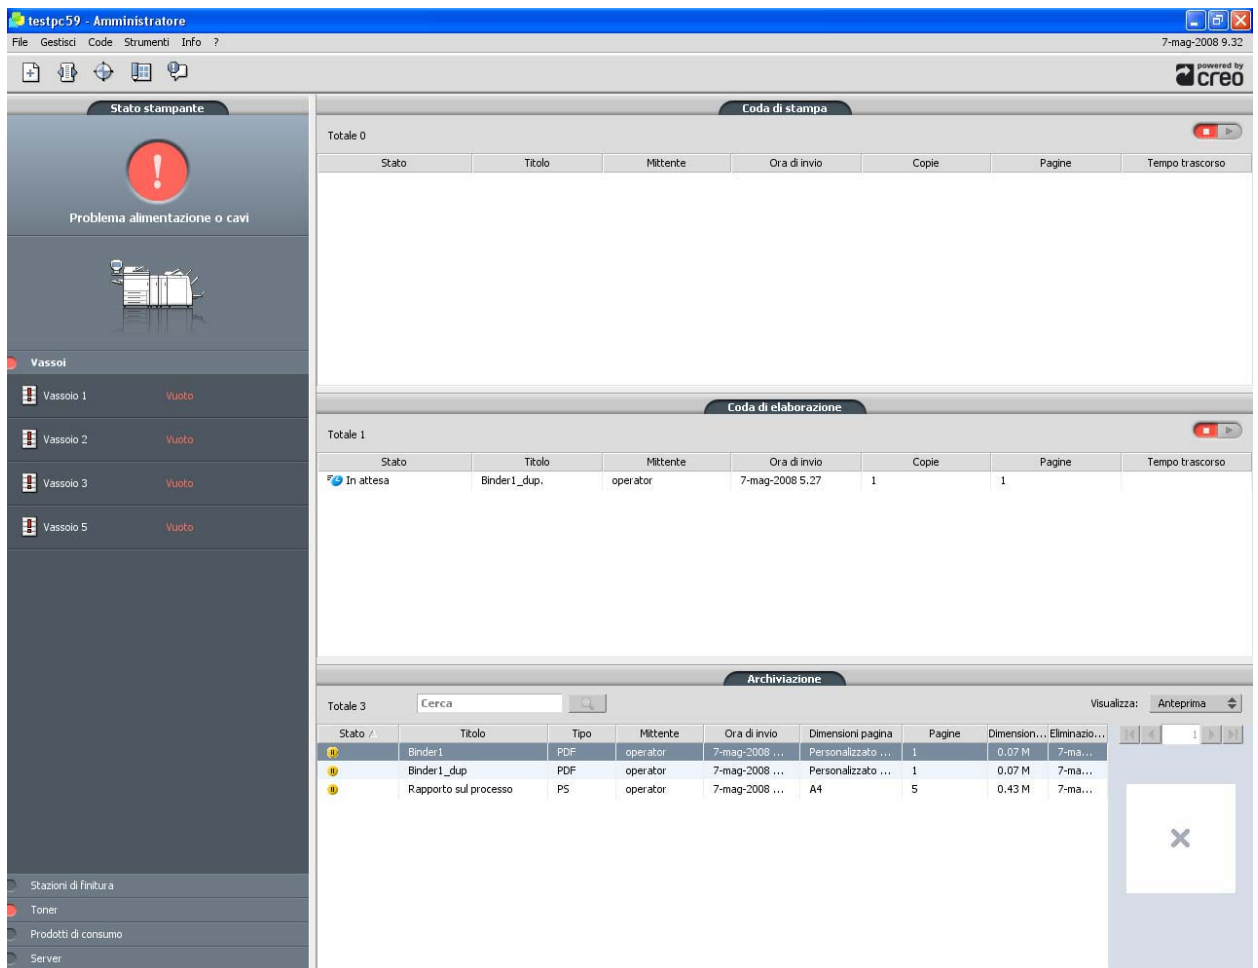 testpc59 - Amministratore
File Gestisci Code Strumenti Info ?
7-mag-2008 9.32
powered by
creo
Stato stampante
Problema alimentazione o cavi
Vassoi
Vassoio 1 Vuoto
Vassoio 2 Vuoto
Vassoio 3 Vuoto
Vassoio 5 Vuoto
Stazioni di finitura
Toner
Prodotti di consumo
Server
Coda di stampa
Totale 0
Stato Titolo Mittente Ora di invio Copie Pagine Tempo trascorso
Coda di elaborazione
Totale 1
Stato Titolo Mittente Ora di invio Copie Pagine Tempo trascorso
In attesa Binder1_dup. operator 7-mag-2008 5.27 1 1
Archiviazione
Totale 3 Cerca Visualizza: Anteprima
Stato Titolo Tipo Mittente Ora di invio Dimensioni pagina Pagine Dimension... Eliminazio... 1
Binder1 PDF operator 7-mag-2008 ... Personalizzato ... 1 0.07 M 7-ma...
Binder1_dup PDF operator 7-mag-2008 ... Personalizzato ... 1 0.07 M 7-ma...
Rapporto sul processo PS operator 7-mag-2008 ... A4 5 0.43 M 7-ma...